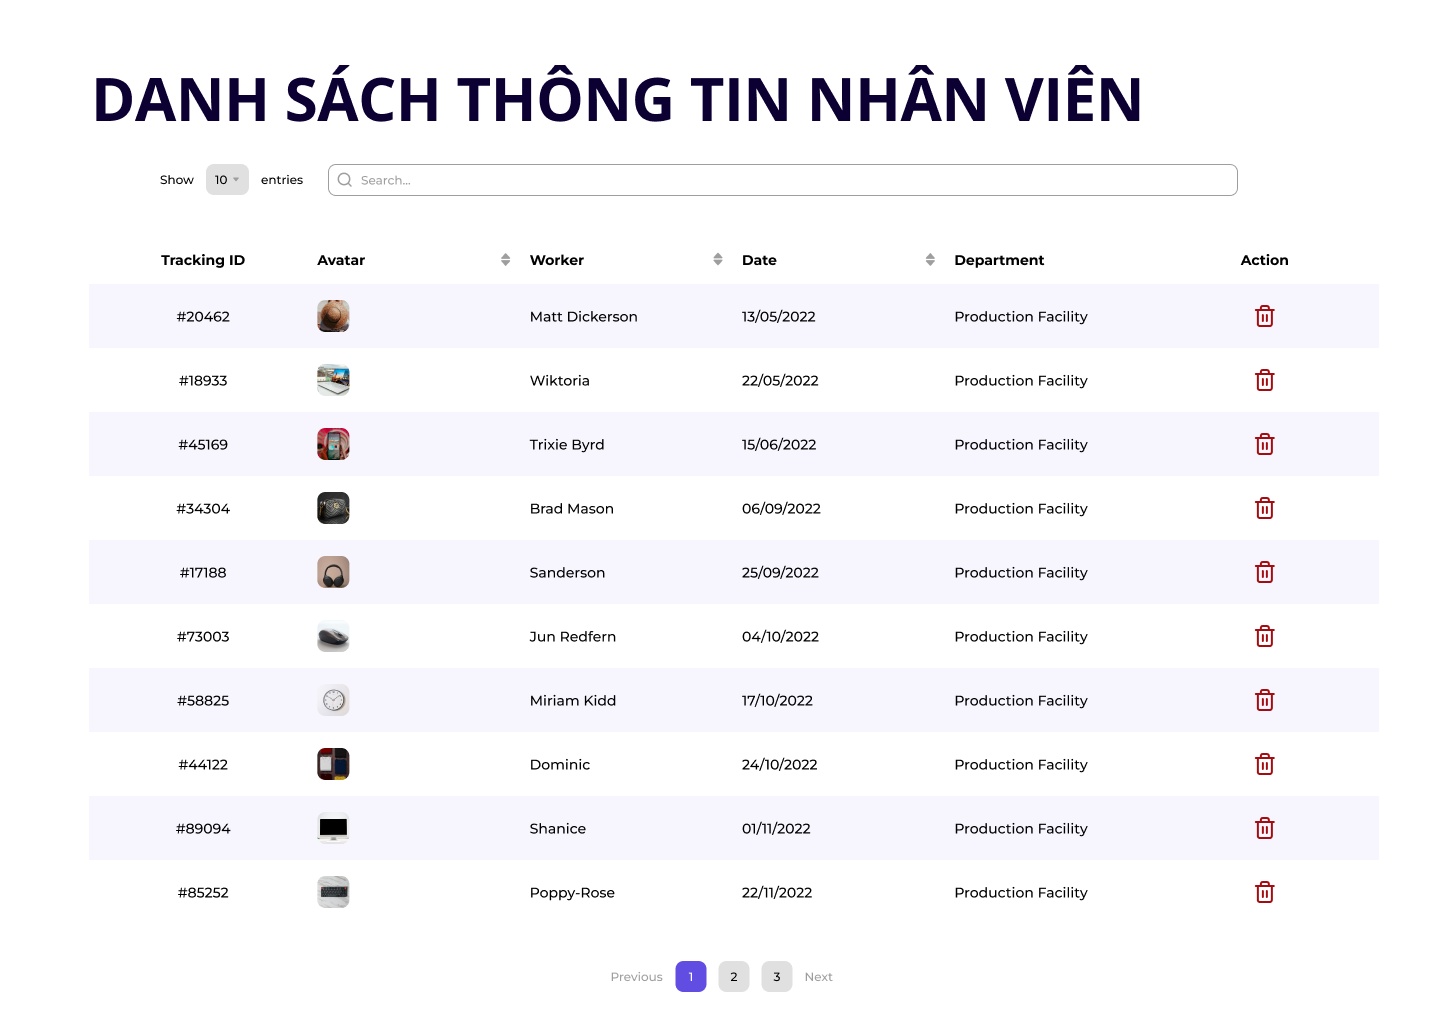 DANH SÁCH THÔNG TIN NHÂN VIÊN
Show 10 entries Search...
Tracking ID Avatar Worker Date Department Action
#20462 Matt Dickerson 13/05/2022 Production Facility
#18933 Wiktoria 22/05/2022 Production Facility
#45169 Trixie Byrd 15/06/2022 Production Facility
#34304 Brad Mason 06/09/2022 Production Facility
#17188 Sanderson 25/09/2022 Production Facility
#73003 Jun Redfern 04/10/2022 Production Facility
#58825 Miriam Kidd 17/10/2022 Production Facility
#44122 Dominic 24/10/2022 Production Facility
#89094 Shanice 01/11/2022 Production Facility
#85252 Poppy-Rose 22/11/2022 Production Facility
Previous 1 2 3 Next